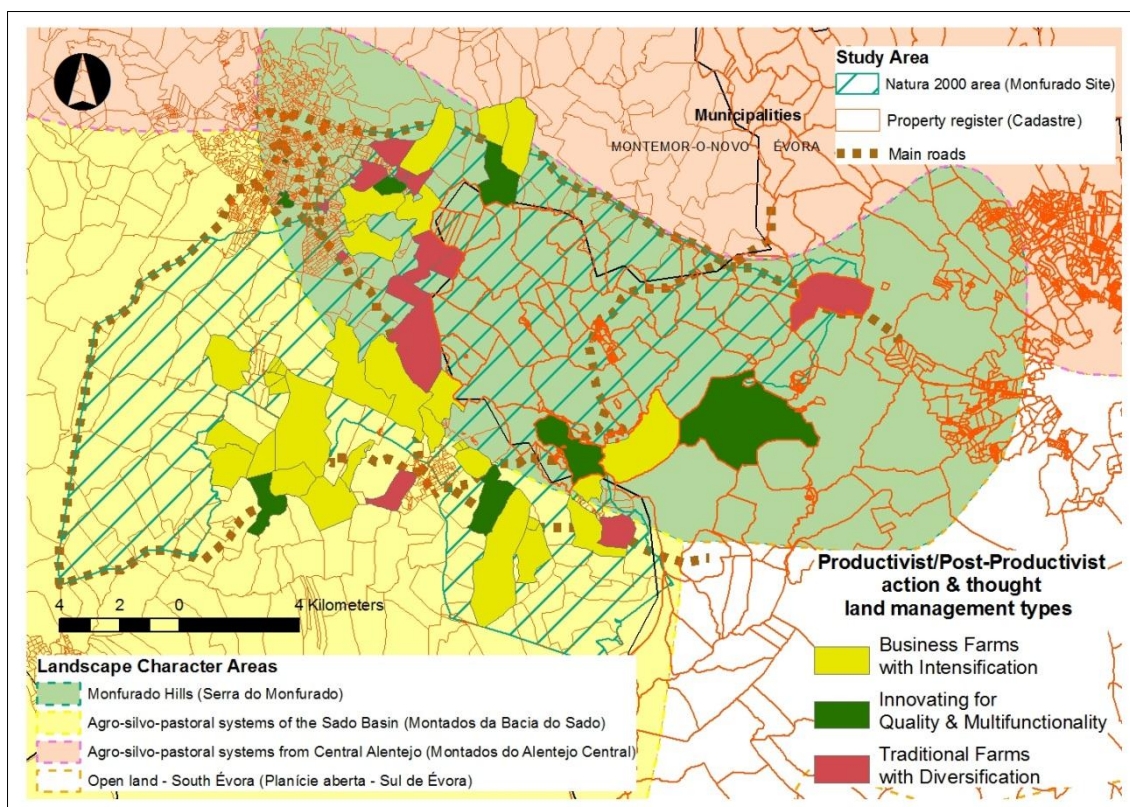 Study Area
Natura 2000 area (Monfurado Site)
Property register (Cadastre)
Main roads
Municipalities
MONTEMOR-O-NOVO ÉVORA
4 2 0 4 Kilometers
Landscape Character Areas
Monfurado Hills (Serra do Monfurado)
Agro-silvo-pastoral systems of the Sado Basin (Montados da Bacia do Sado)
Agro-silvo-pastoral systems from Central Alentejo (Montados do Alentejo Central)
Open land - South Évora (Planície aberta - Sul de Évora)
Productivist/Post-Productivist
action & thought
land management types
Business Farms
with Intensification
Innovating for
Quality & Multifunctionality
Traditional Farms
with Diversification